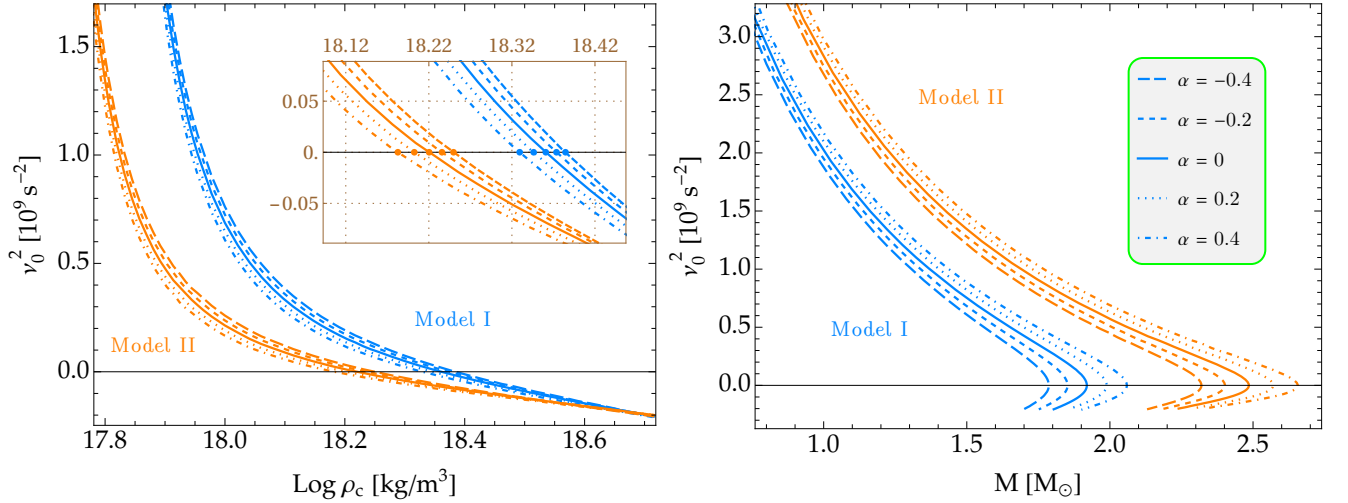 18.12 18.22 18.32 18.42
0.05
0.
−0.05
1.5
1.0
0.5
0.0
ν₀² [10⁹ s⁻²]
Model I
Model II
17.8 18.0 18.2 18.4 18.6
Log ρc [kg/m³]
3.0
2.5
2.0
1.5
1.0
0.5
0.0
ν₀² [10⁹ s⁻²]
Model II
Model I
α = −0.4
α = −0.2
α = 0
α = 0.2
α = 0.4
1.0 1.5 2.0 2.5
M [M⊙]